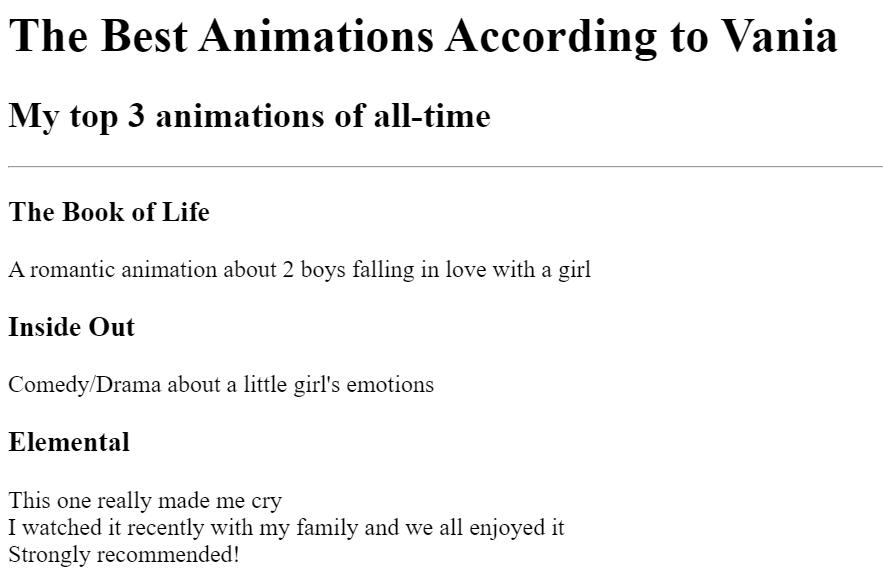 The Best Animations According to Vania
My top 3 animations of all-time
The Book of Life
A romantic animation about 2 boys falling in love with a girl
Inside Out
Comedy/Drama about a little girl's emotions
Elemental
This one really made me cry
I watched it recently with my family and we all enjoyed it
Strongly recommended!